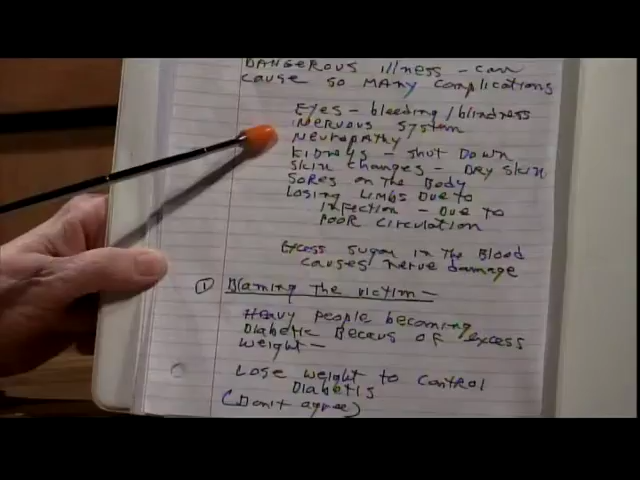 DANGEROUS illness - can
cause so MANy complications
Eyes - bleeding / blindness
NERVOUS SYSTEM
Neuropathy
Kidneys - SHUT DOWN
SKIN CHANGES - DRY SKIN
SORES on The Body
LOSING LIMBS DUE TO
infection - DUE TO
POOR CIRCULATION
Excess Sugar in The Blood
causes nerve damage
① Blaming The victim -
Heavy people becoming
Diabetic Becaus of excess
weight -
Lose weight to control
Diabetis
(Don't agree)